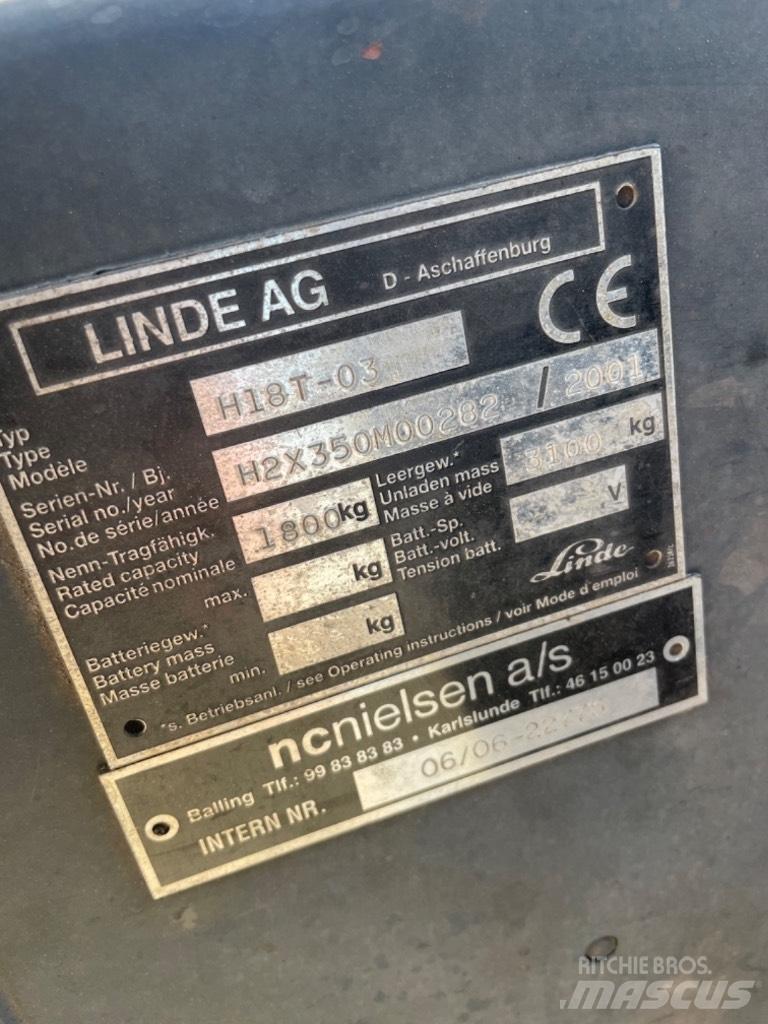 LINDE AG D - Aschaffenburg
CE
Typ
Type
Modèle
H18T-03
Serien-Nr. / Bj.
Serial no./year
No. de série/année
H2X350M00282 / 2001
Nenn-Tragfähigk.
Rated capacity
Capacité nominale
1800 kg
Leergew.*
Unladen mass
Masse à vide
3100 kg
Batt.-Sp.
Batt.-volt.
Tension batt.
V
max. kg
Batteriegew.*
Battery mass
Masse batterie
min. kg
Linde
*s. Betriebsanl. / see Operating instructions / voir Mode d'emploi
ncnielsen a/s
Balling Tlf.: 99 83 83 83 • Karlslunde Tlf.: 46 15 00 23
INTERN NR. 
RITCHIE BROS.
MASCUS